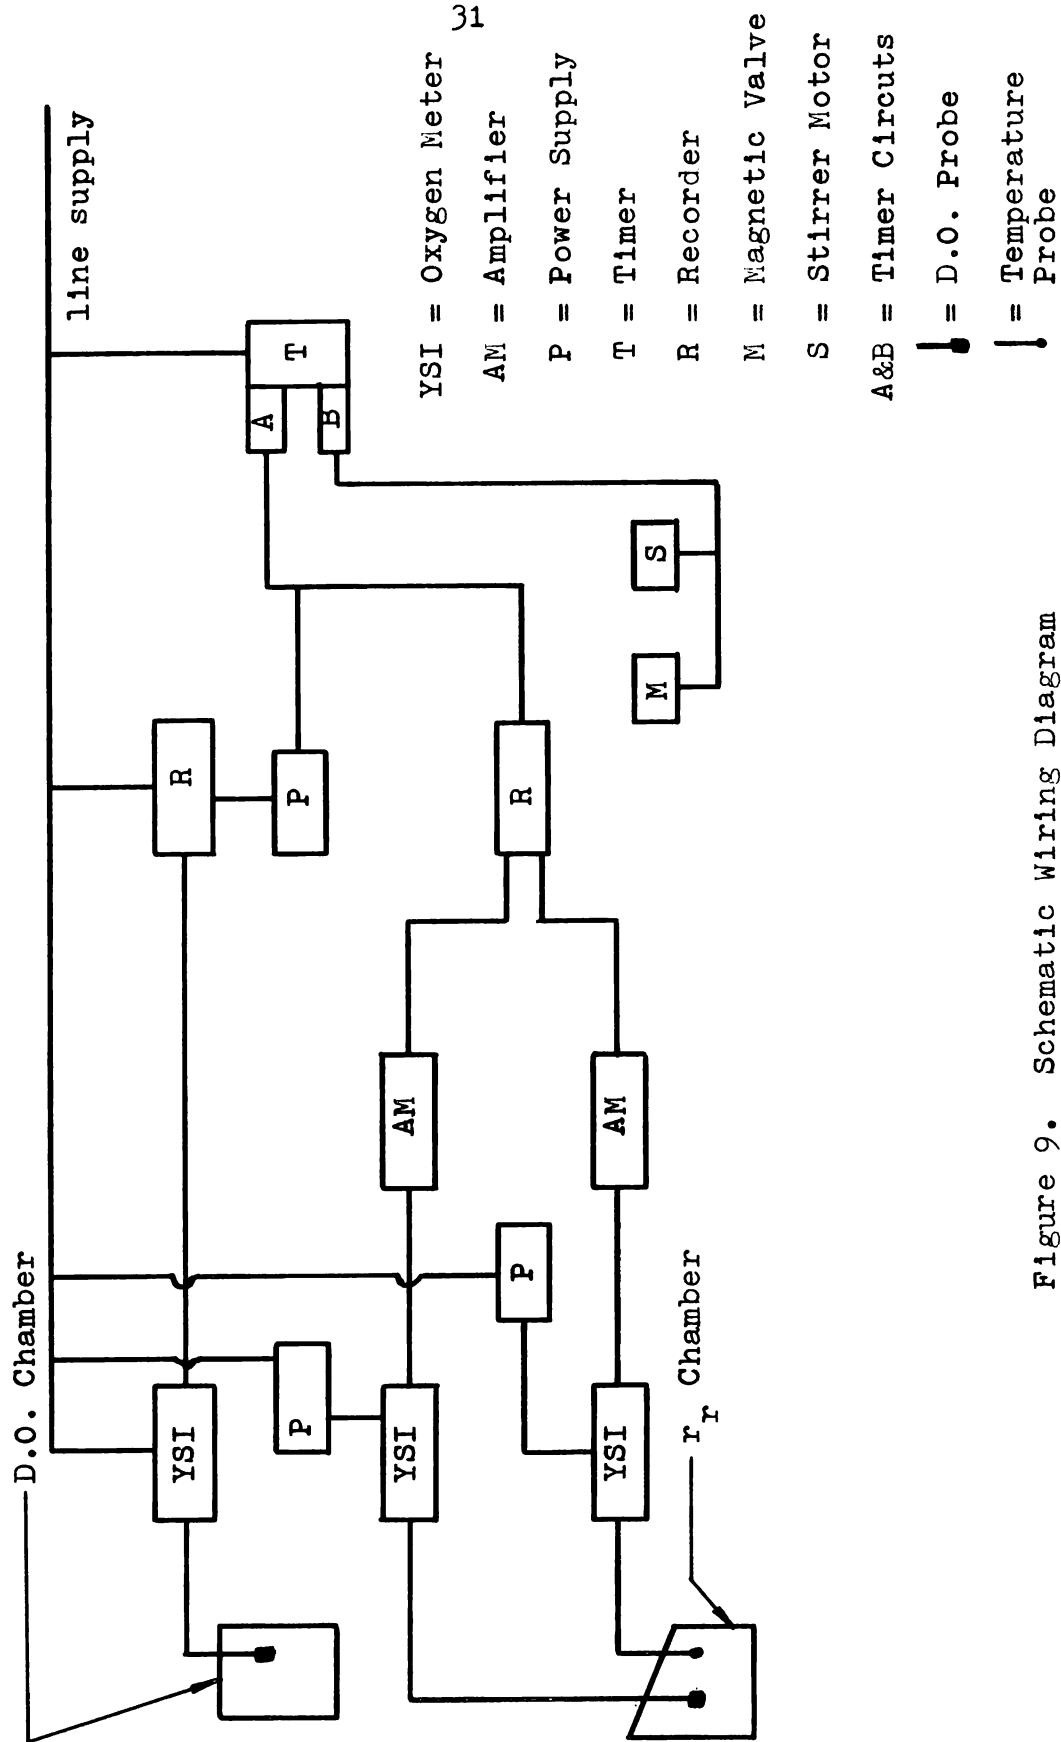 31
line supply
D.O. Chamber
T
A
B
R
P
S
M
R
AM
AM
P
P
YSI
YSI
YSI
r_r Chamber
YSI = Oxygen Meter
AM = Amplifier
P = Power Supply
T = Timer
R = Recorder
M = Magnetic Valve
S = Stirrer Motor
A&B = Timer Circuts
= D.O. Probe
= Temperature
Probe
Figure 9. Schematic Wiring Diagram